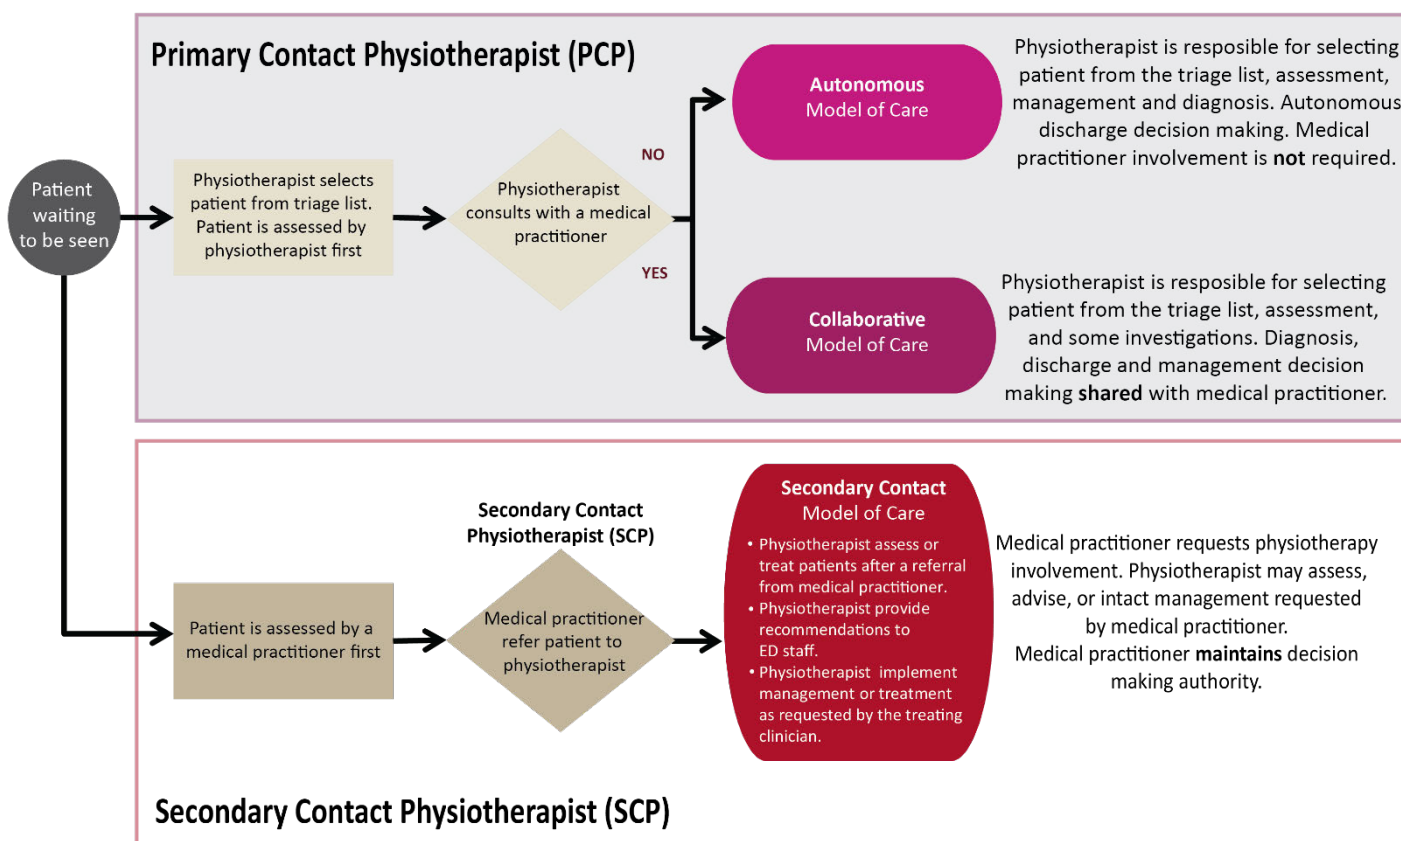 Primary Contact Physiotherapist (PCP)
Patient
waiting
to be seen
Physiotherapist selects
patient from triage list.
Patient is assessed by
physiotherapist first
Physiotherapist
consults with a medical
practitioner
NO
YES
Autonomous
Model of Care
Physiotherapist is resposible for selecting
patient from the triage list, assessment,
management and diagnosis. Autonomous
discharge decision making. Medical
practitioner involvement is not required.
Collaborative
Model of Care
Physiotherapist is resposible for selecting
patient from the triage list, assessment,
and some investigations. Diagnosis,
discharge and management decision
making shared with medical practitioner.
Patient is assessed by a
medical practitioner first
Secondary Contact
Physiotherapist (SCP)
Medical practitioner
refer patient to
physiotherapist
Secondary Contact
Model of Care
• Physiotherapist assess or
treat patients after a referral
from medical practitioner.
• Physiotherapist provide
recommendations to
ED staff.
• Physiotherapist implement
management or treatment
as requested by the treating
clinician.
Medical practitioner requests physiotherapy
involvement. Physiotherapist may assess,
advise, or intact management requested
by medical practitioner.
Medical practitioner maintains decision
making authority.
Secondary Contact Physiotherapist (SCP)